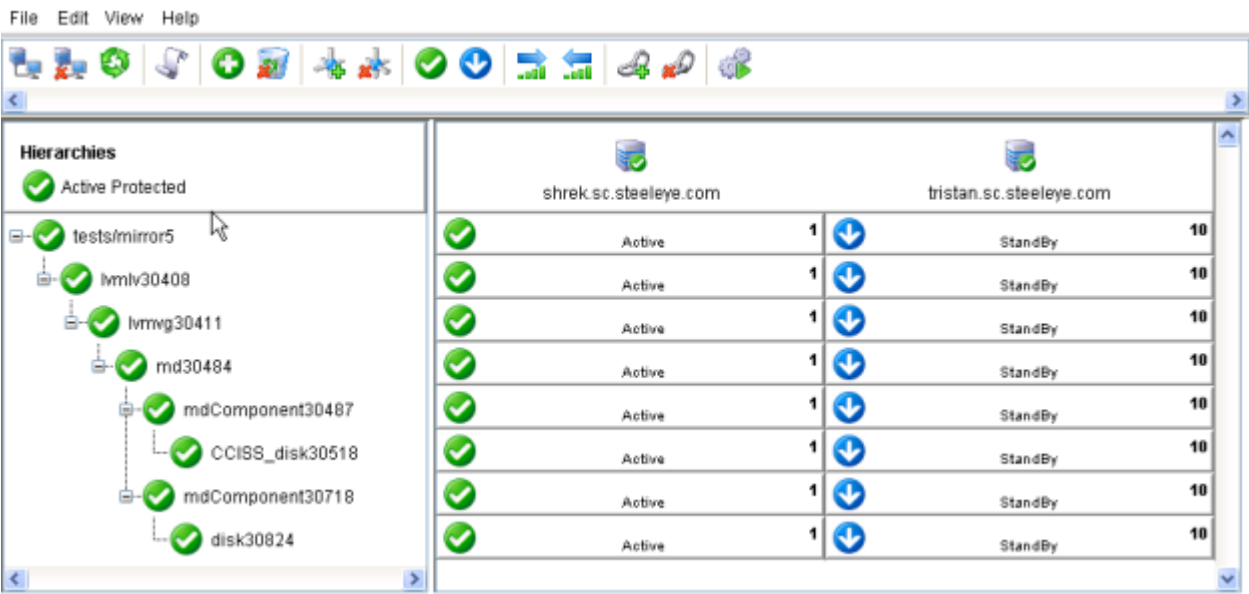 File Edit View Help
Hierarchies
Active Protected
shrek.sc.steeleye.com tristan.sc.steeleye.com
tests/mirror5 Active 1 StandBy 10
lvmlv30408 Active 1 StandBy 10
lvmvg30411 Active 1 StandBy 10
md30484 Active 1 StandBy 10
mdComponent30487 Active 1 StandBy 10
CCISS_disk30518 Active 1 StandBy 10
mdComponent30718 Active 1 StandBy 10
disk30824 Active 1 StandBy 10